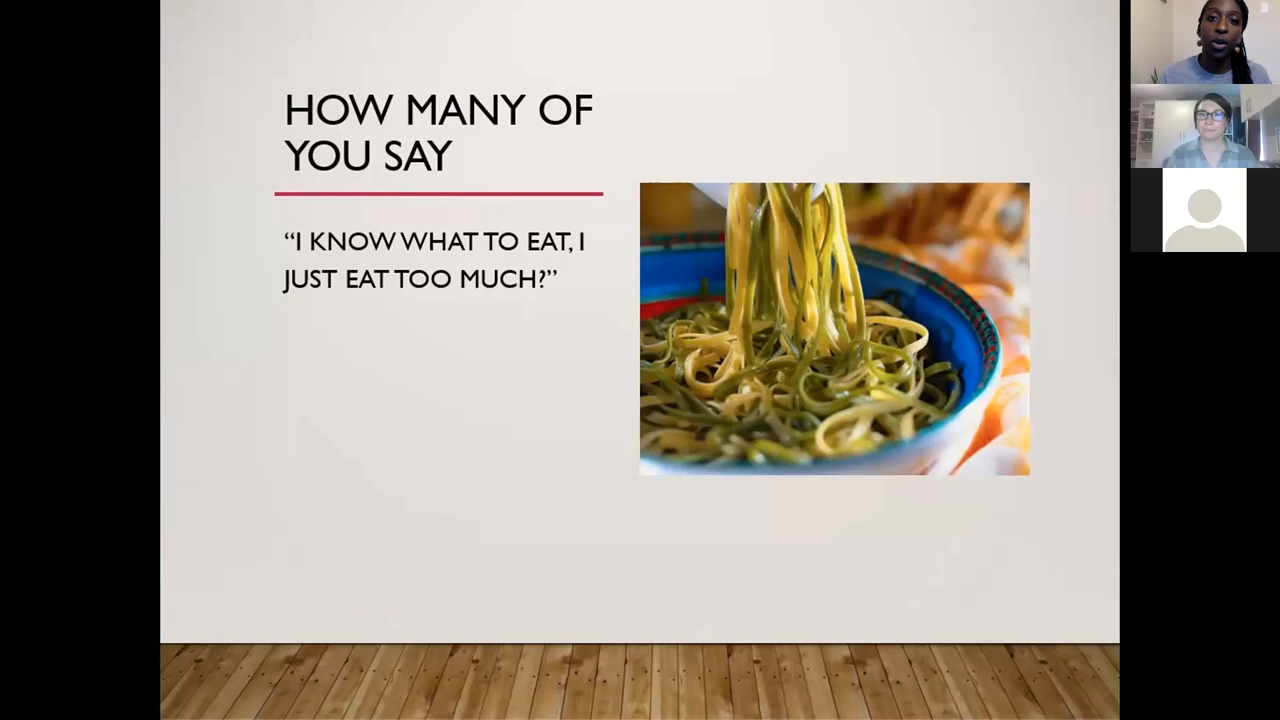 HOW MANY OF
YOU SAY
“I KNOW WHAT TO EAT, I
JUST EAT TOO MUCH?”